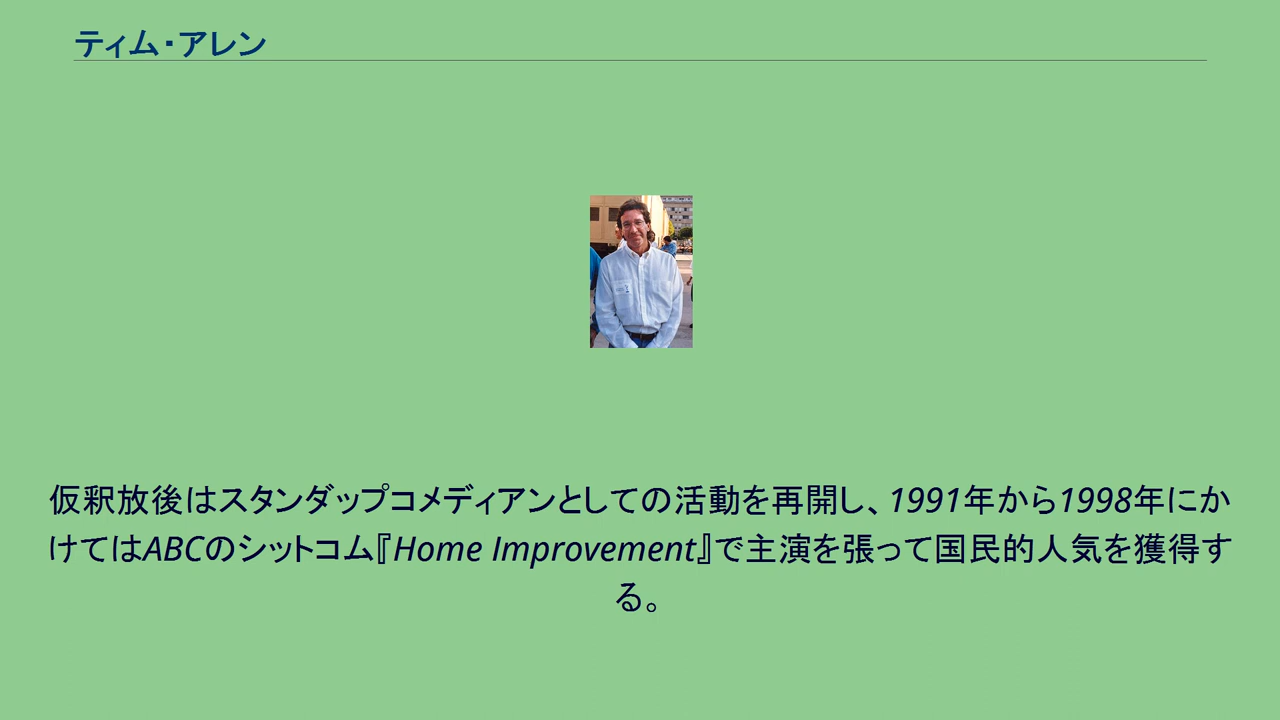 ティム・アレン
仮釈放後はスタンダップコメディアンとしての活動を再開し、1991年から1998年にか
けてはABCのシットコム『Home Improvement』で主演を張って国民的人気を獲得す
る。